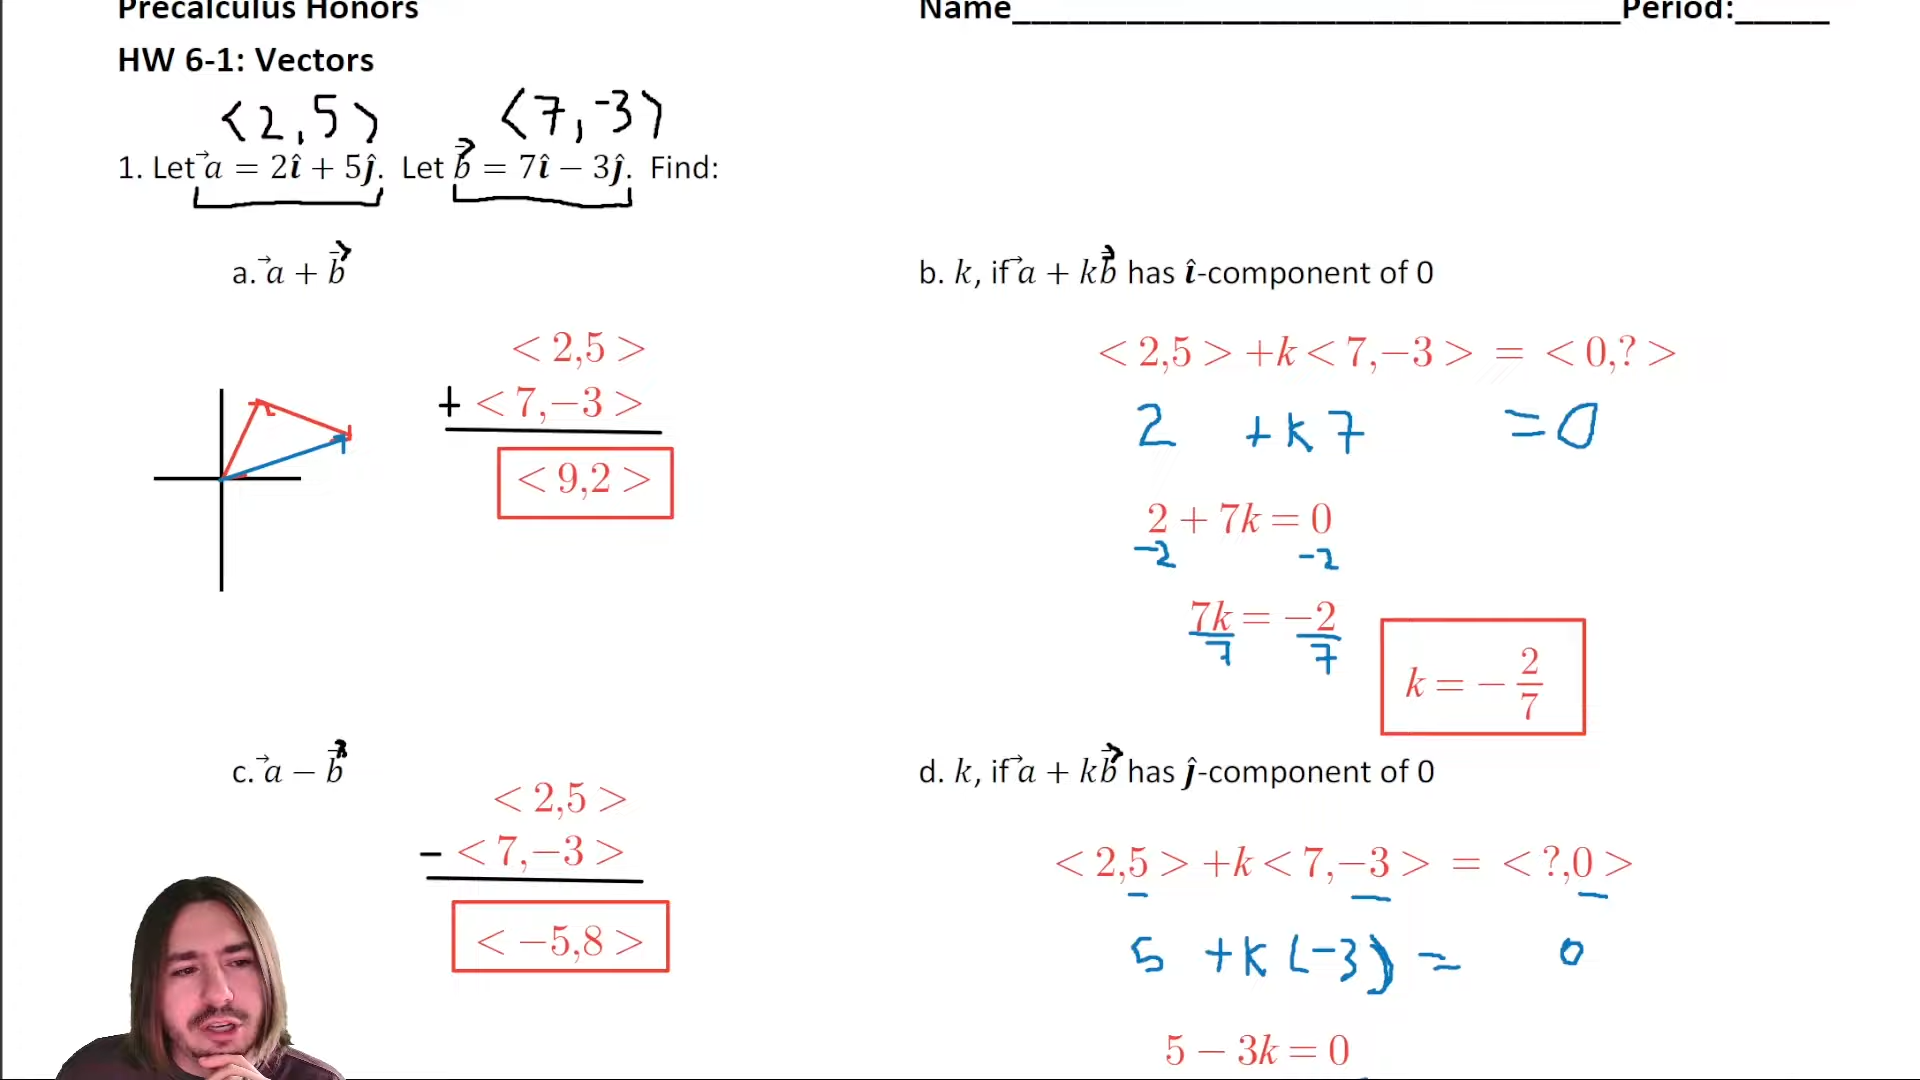 Precalculus Honors
Name__________________________________Period:_____
HW 6-1: Vectors
<2,5> <7,-3>
1. Let a⃗ = 2î + 5ĵ. Let b⃗ = 7î − 3ĵ. Find:
a. a⃗ + b⃗
<2,5>
+ <7,−3>
<9,2>
b. k, if a⃗ + kb⃗ has î-component of 0
<2,5> +k<7,−3> = <0,?>
2 +k7 =0
2 + 7k = 0
-2 -2
7k = −2
7 7
k = − 2/7
c. a⃗ − b⃗
<2,5>
- <7,−3>
<−5,8>
d. k, if a⃗ + kb⃗ has ĵ-component of 0
<2,5> +k<7,−3> = <?,0>
5 +k(-3) = 0
5 − 3k = 0